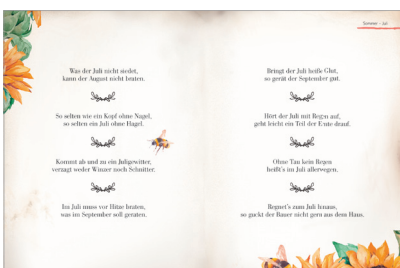 Was der Juli nicht siedet,
kann der August nicht braten.
So selten wie ein Kopf ohne Nagel,
so selten ein Juli ohne Hagel.
Kommt ab und zu ein Juligewitter,
verzagt weder Winzer noch Schnitter.
Im Juli muss vor Hitze braten,
was im September soll geraten.
Sommer – Juli
Bringt der Juli heiße Glut,
so gerät der September gut.
Hört der Juli mit Regen auf,
geht leicht ein Teil der Ernte drauf.
Ohne Tau kein Regen
heißt's im Juli allerwegen.
Regnet's zum Juli hinaus,
so guckt der Bauer nicht gern aus dem Haus.